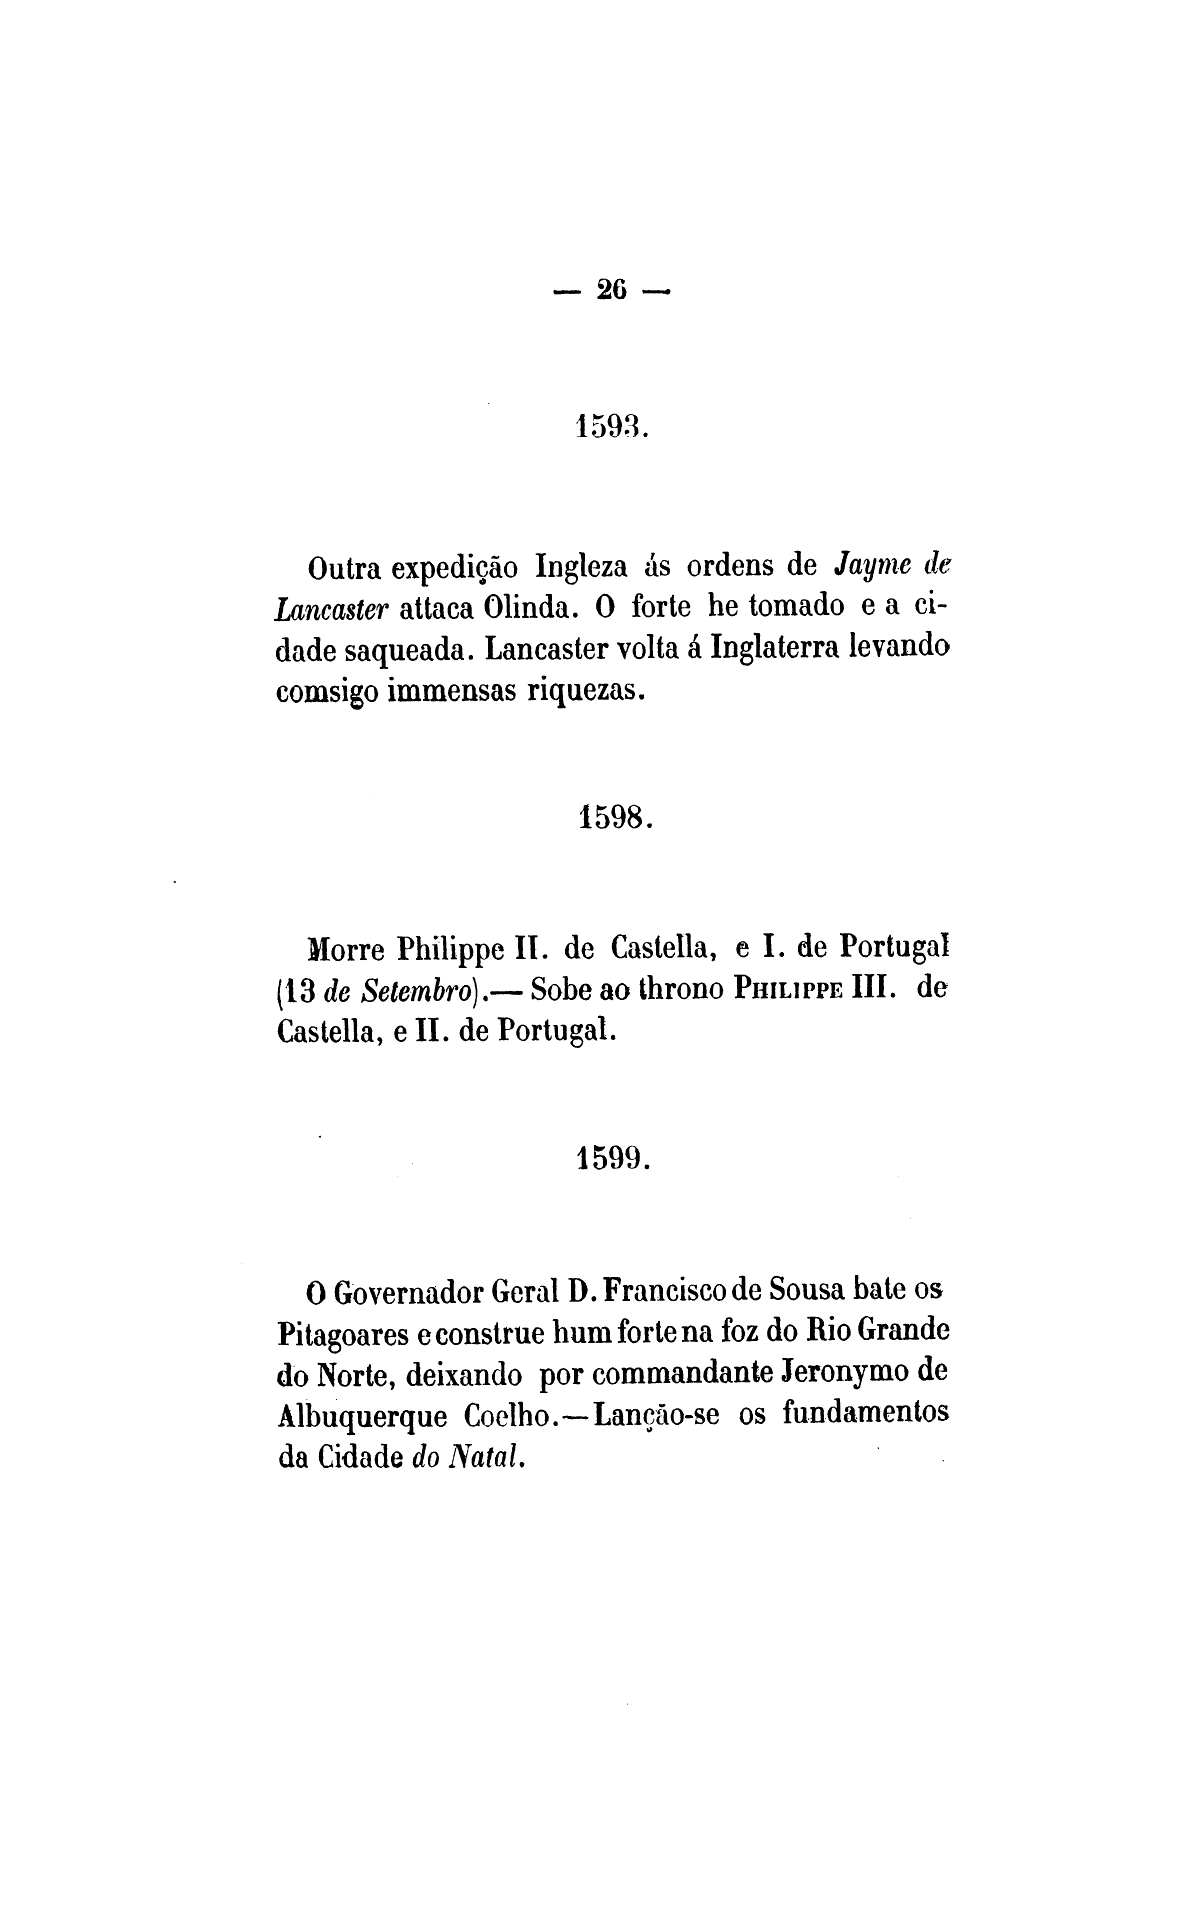 — 26 —
1593.
Outra expedição Ingleza ás ordens de Jayme de
Lancaster attaca Olinda. O forte he tomado e a ci-
dade saqueada. Lancaster volta á Inglaterra levando
comsigo immensas riquezas.
1598.
Morre Philippe II. de Castella, e I. de Portugal
(13 de Setembro).— Sobe ao throno PHILIPPE III. de
Castella, e II. de Portugal.
1599.
O Governador Geral D. Francisco de Sousa bate os
Pitagoares e construe hum forte na foz do Rio Grande
do Norte, deixando por commandante Jeronymo de
Albuquerque Coelho.—Lanção-se os fundamentos
da Cidade do Natal.